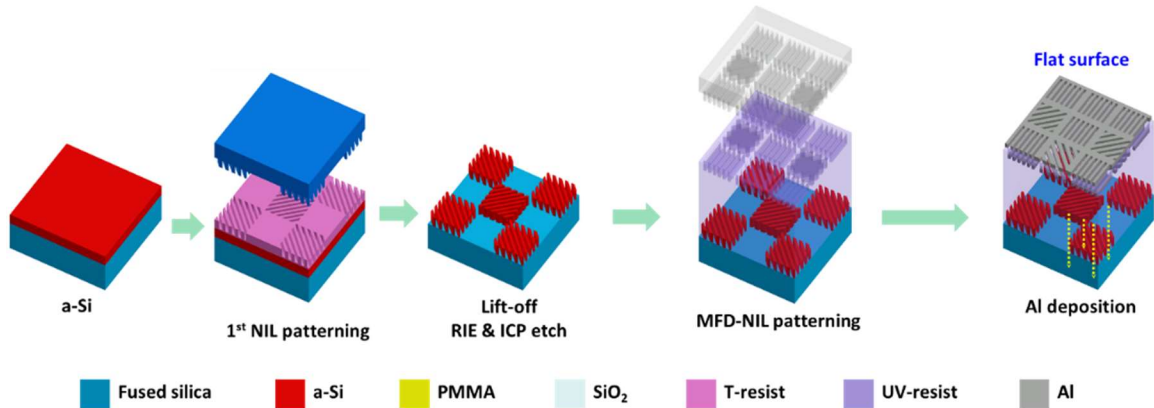 Flat surface
a-Si
1st NIL patterning
Lift-off
RIE & ICP etch
MFD-NIL patterning
Al deposition
Fused silica
a-Si
PMMA
SiO₂
T-resist
UV-resist
Al